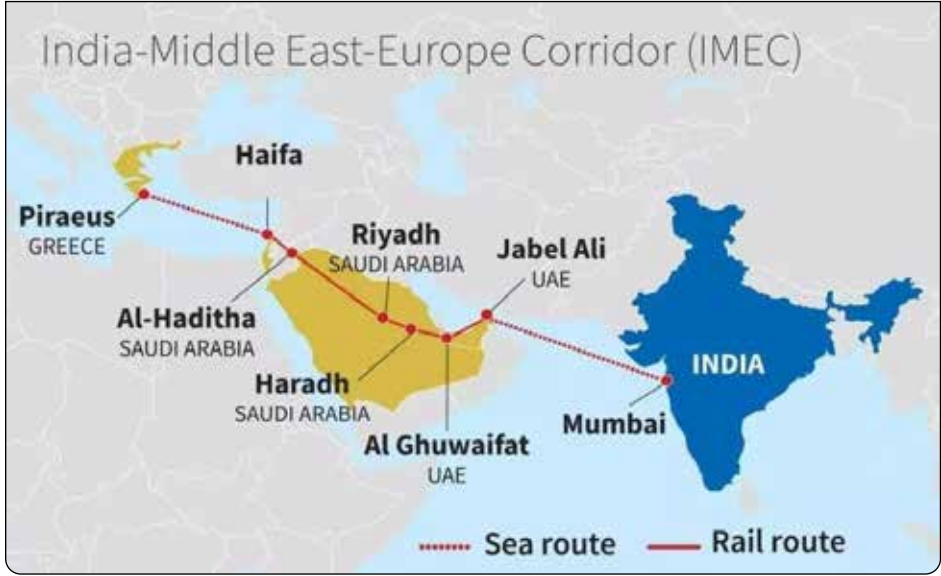 India-Middle East-Europe Corridor (IMEC)
Haifa
Piraeus
GREECE
Riyadh
SAUDI ARABIA
Jabel Ali
UAE
Al-Haditha
SAUDI ARABIA
Haradh
SAUDI ARABIA
Al Ghuwaifat
UAE
INDIA
Mumbai
Sea route
Rail route